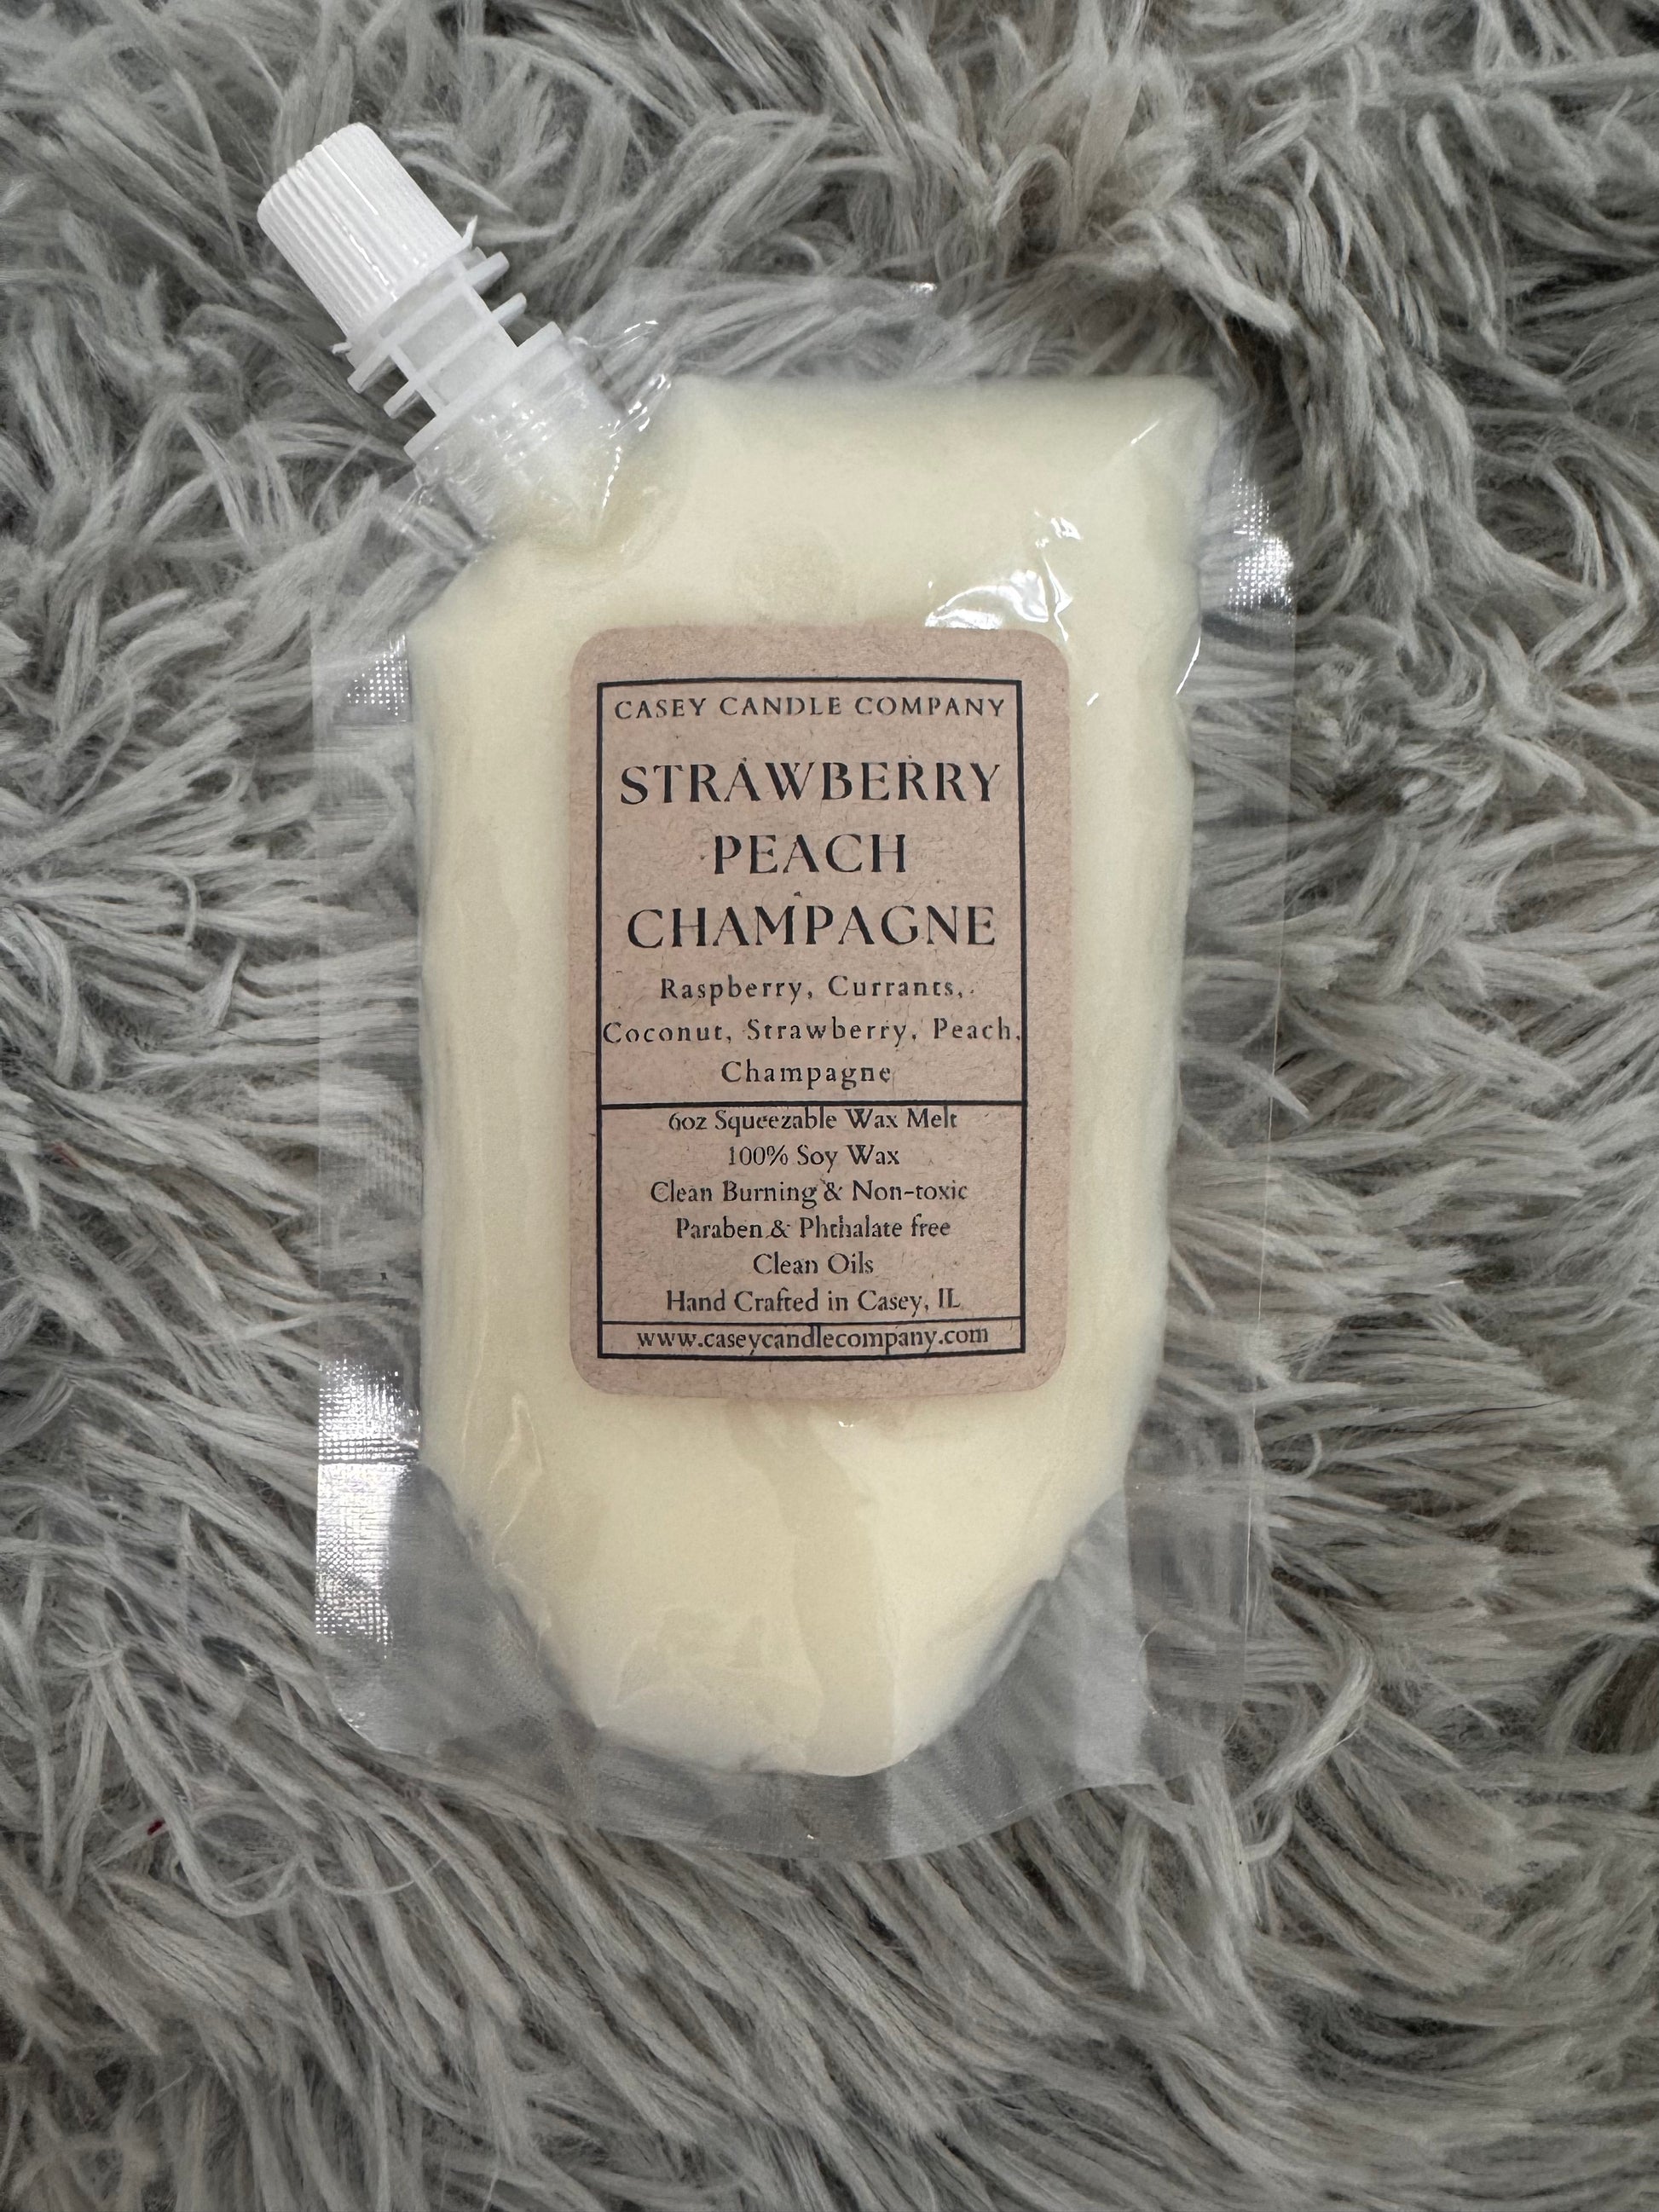 CASEY CANDLE COMPANY
STRAWBERRY
PEACH
CHAMPAGNE
Raspberry, Currants,
Coconut, Strawberry, Peach,
Champagne
6oz Squeezable Wax Melt
100% Soy Wax
Clean Burning & Non-toxic
Paraben & Phthalate free
Clean Oils
Hand Crafted in Casey, IL
www.caseycandlecompany.com